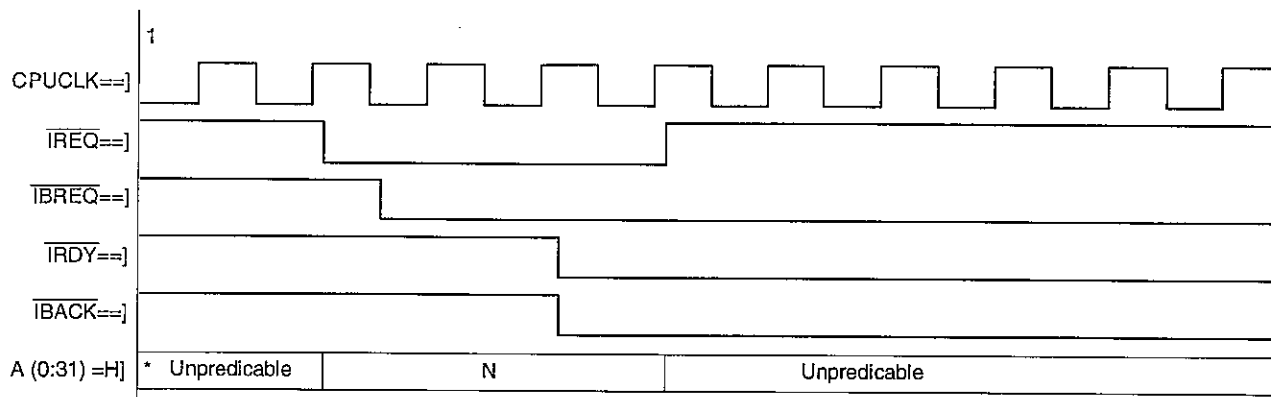 1
CPUCLK==]
IREQ==]
IBREQ==]
IRDY==]
IBACK==]
A (0:31) =H] * Unpredicable N Unpredicable